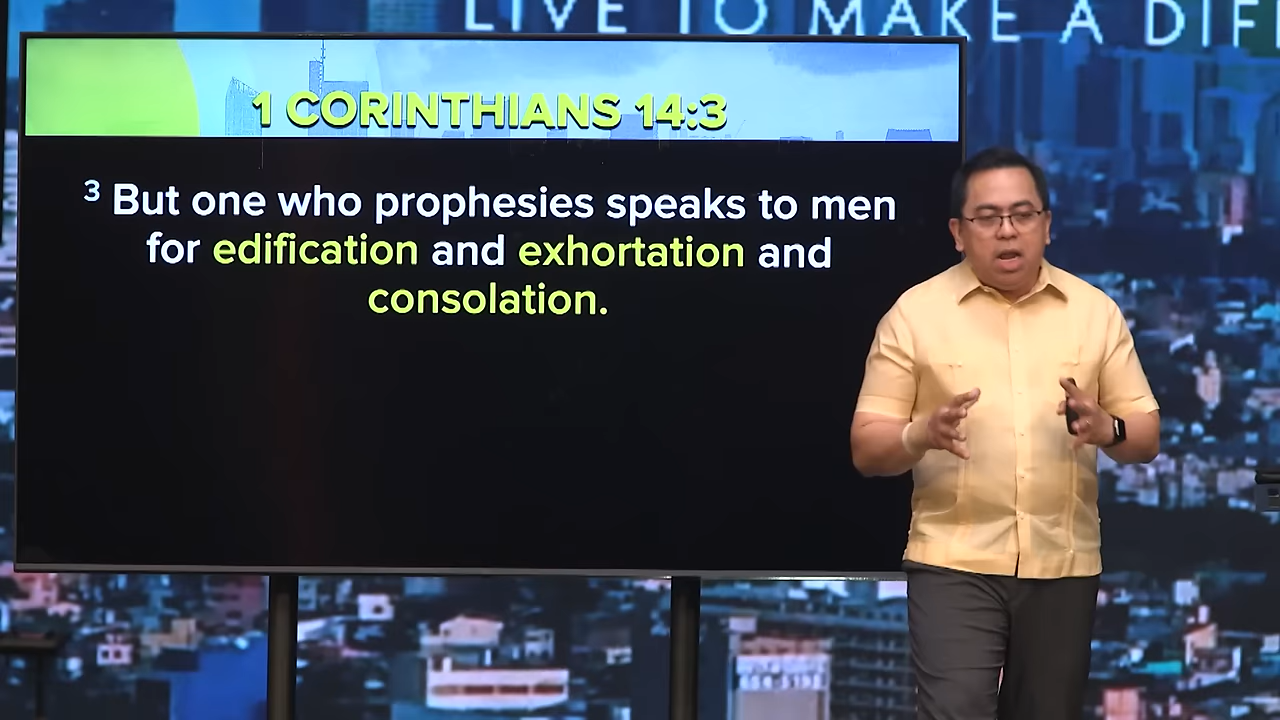 LIVE TO MAKE A DIF
1 CORINTHIANS 14:3
3 But one who prophesies speaks to men
for edification and exhortation and
consolation.